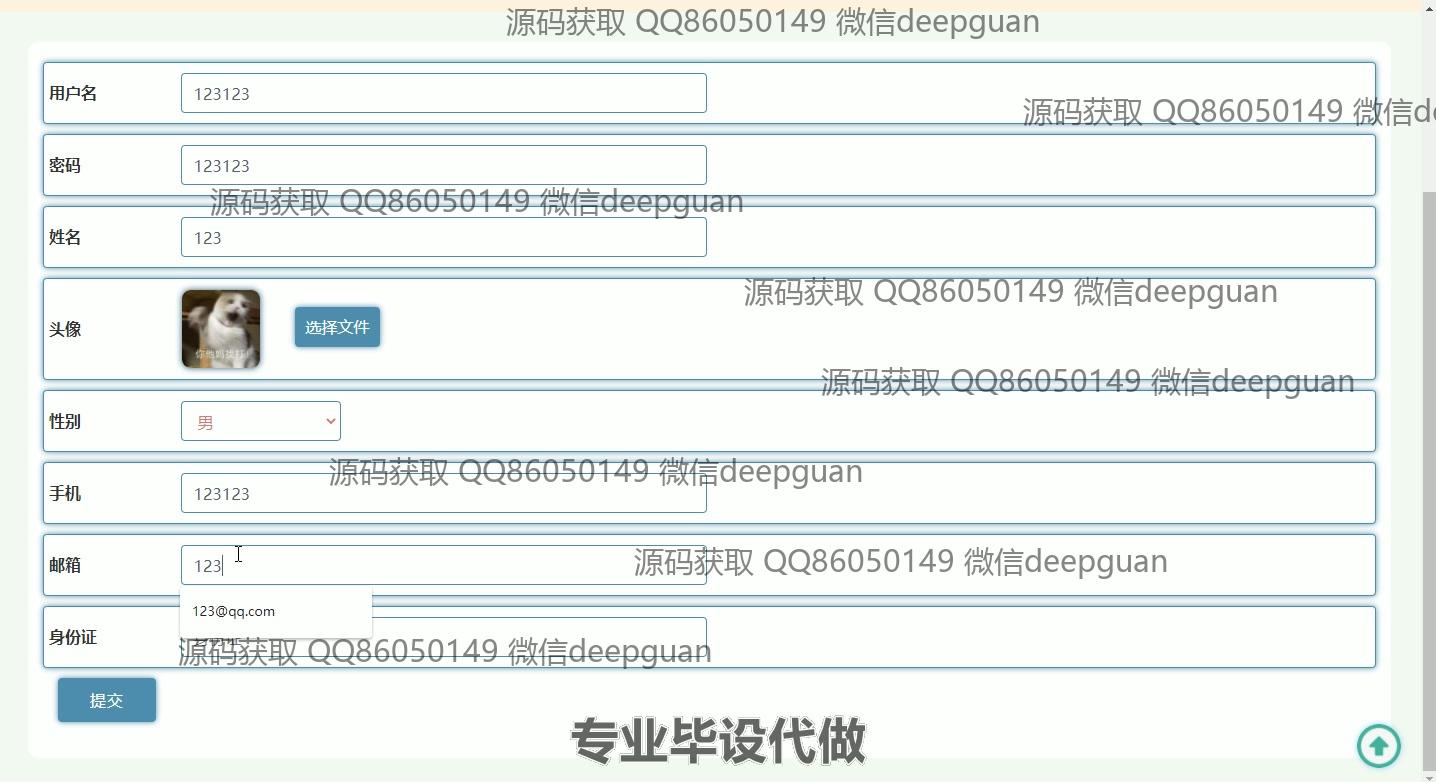 源码获取 QQ86050149 微信deepguan
用户名 123123
源码获取 QQ86050149 微信de
密码 123123
源码获取 QQ86050149 微信deepguan
姓名 123
源码获取 QQ86050149 微信deepguan
头像 选择文件
你他妈找打!
源码获取 QQ86050149 微信deepguan
性别 男
源码获取 QQ86050149 微信deepguan
手机 123123
邮箱 123
源码获取 QQ86050149 微信deepguan
123@qq.com
身份证
源码获取 QQ86050149 微信deepguan
提交
专业毕设代做